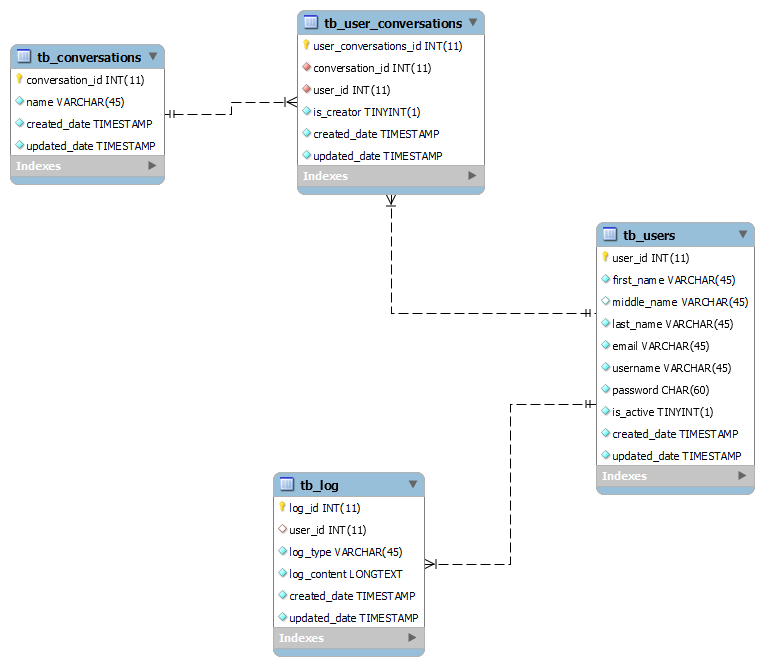 tb_user_conversations
user_conversations_id INT(11)
conversation_id INT(11)
user_id INT(11)
is_creator TINYINT(1)
created_date TIMESTAMP
updated_date TIMESTAMP
Indexes
tb_conversations
conversation_id INT(11)
name VARCHAR(45)
created_date TIMESTAMP
updated_date TIMESTAMP
Indexes
tb_users
user_id INT(11)
first_name VARCHAR(45)
middle_name VARCHAR(45)
last_name VARCHAR(45)
email VARCHAR(45)
username VARCHAR(45)
password CHAR(60)
is_active TINYINT(1)
created_date TIMESTAMP
updated_date TIMESTAMP
Indexes
tb_log
log_id INT(11)
user_id INT(11)
log_type VARCHAR(45)
log_content LONGTEXT
created_date TIMESTAMP
updated_date TIMESTAMP
Indexes